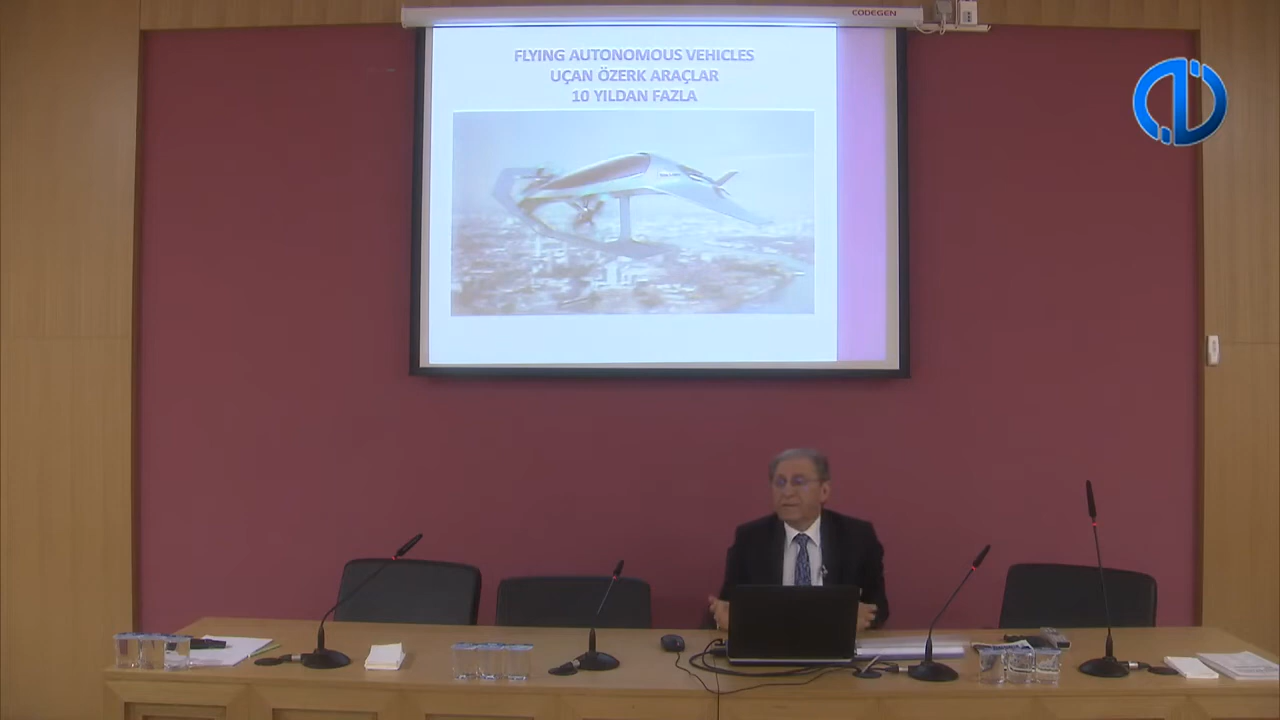 CODEGEN
FLYING AUTONOMOUS VEHICLES
UÇAN ÖZERK ARAÇLAR
10 YILDAN FAZLA